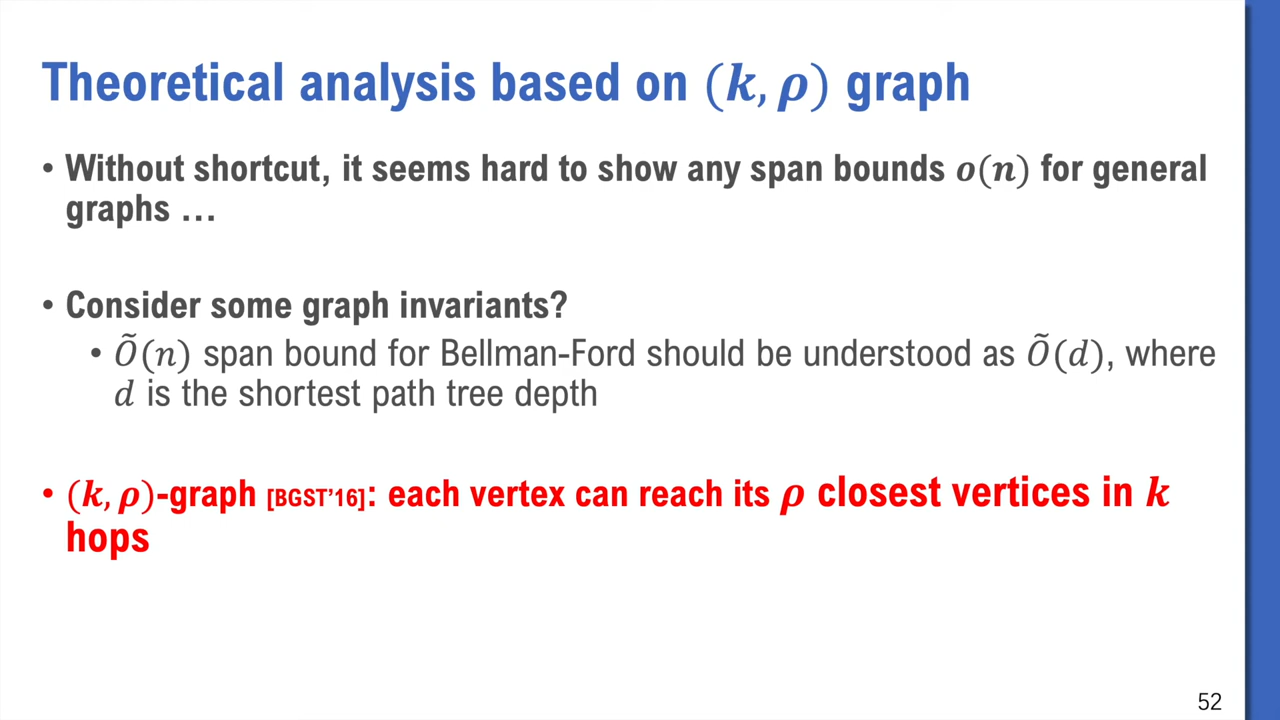 Theoretical analysis based on (k, ρ) graph
• Without shortcut, it seems hard to show any span bounds o(n) for general
graphs …
• Consider some graph invariants?
• Õ(n) span bound for Bellman-Ford should be understood as Õ(d), where
d is the shortest path tree depth
• (k, ρ)-graph [BGST’16]: each vertex can reach its ρ closest vertices in k
hops
52